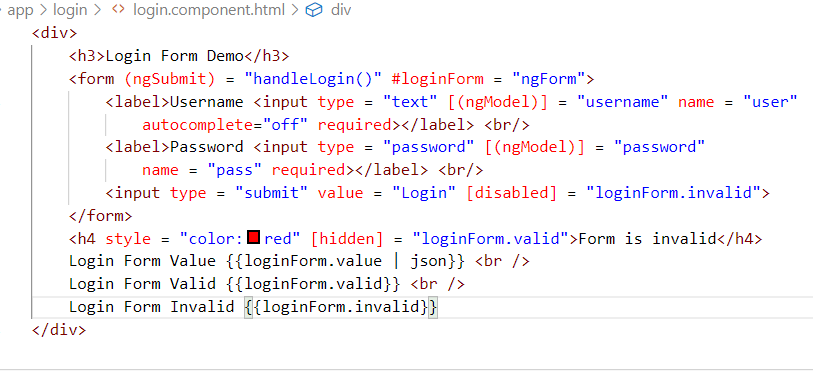 app > login > <> login.component.html > div
<div>
<h3>Login Form Demo</h3>
<form (ngSubmit) = "handleLogin()" #loginForm = "ngForm">
<label>Username <input type = "text" [(ngModel)] = "username" name = "user"
autocomplete="off" required></label> <br/>
<label>Password <input type = "password" [(ngModel)] = "password"
name = "pass" required></label> <br/>
<input type = "submit" value = "Login" [disabled] = "loginForm.invalid">
</form>
<h4 style = "color:red" [hidden] = "loginForm.valid">Form is invalid</h4>
Login Form Value {{loginForm.value | json}} <br />
Login Form Valid {{loginForm.valid}} <br />
Login Form Invalid {{loginForm.invalid}}
</div>